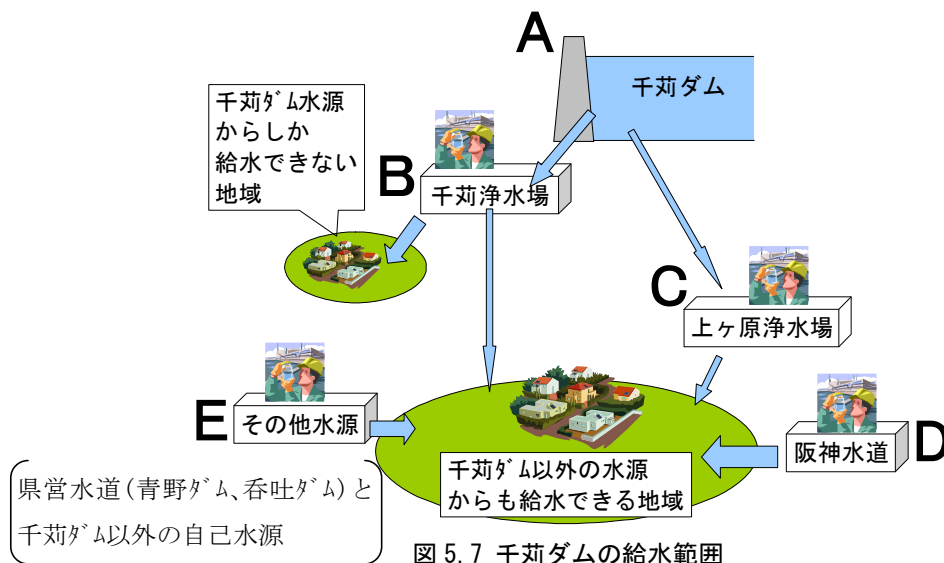 A
千苅ダム
千苅ダム水源
からしか
給水できない
地域
B
千苅浄水場
C
上ヶ原浄水場
E
その他水源
D
阪神水道
千苅ダム以外の水源
からも給水できる地域
県営水道(青野ダム、呑吐ダム)と
千苅ダム以外の自己水源
図 5.7 千苅ダムの給水範囲